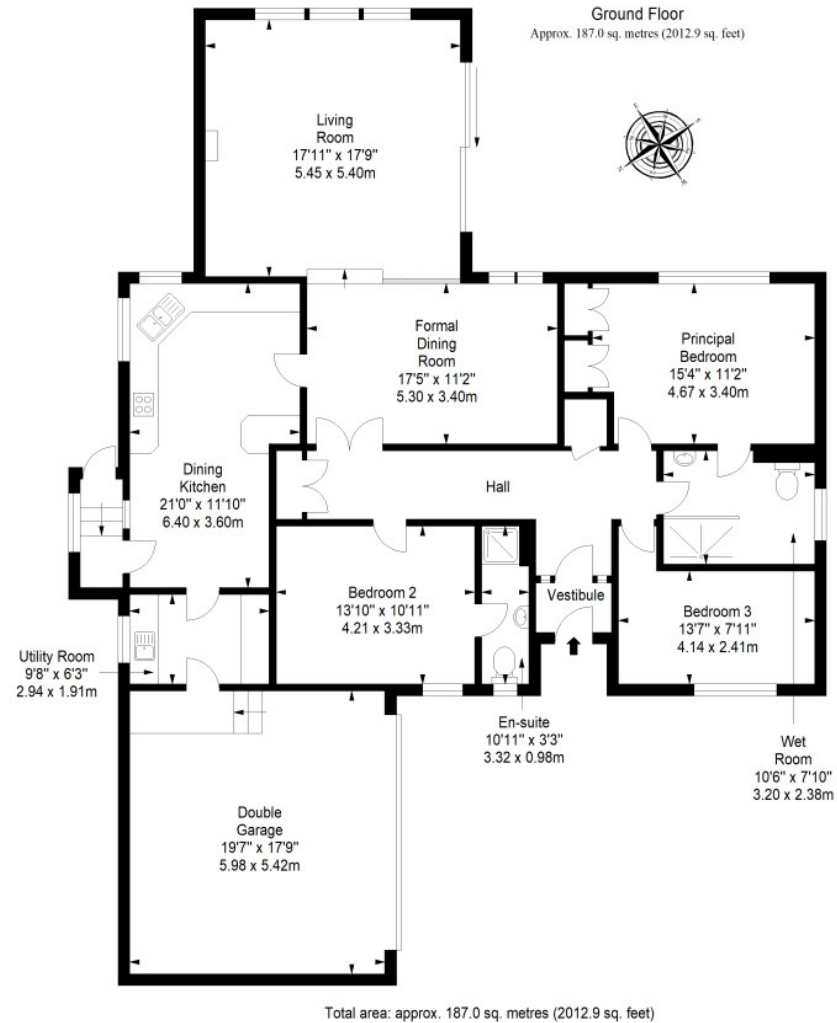 Ground Floor
Approx. 187.0 sq. metres (2012.9 sq. feet)
Living
Room
17'11" x 17'9"
5.45 x 5.40m
Formal
Dining
Room
17'5" x 11'2"
5.30 x 3.40m
Principal
Bedroom
15'4" x 11'2"
4.67 x 3.40m
Dining
Kitchen
21'0" x 11'10"
6.40 x 3.60m
Hall
Bedroom 2
13'10" x 10'11"
4.21 x 3.33m
Vestibule
Bedroom 3
13'7" x 7'11"
4.14 x 2.41m
Utility Room
9'8" x 6'3"
2.94 x 1.91m
En-suite
10'11" x 3'3"
3.32 x 0.98m
Wet
Room
10'6" x 7'10"
3.20 x 2.38m
Double
Garage
19'7" x 17'9"
5.98 x 5.42m
Total area: approx. 187.0 sq. metres (2012.9 sq. feet)